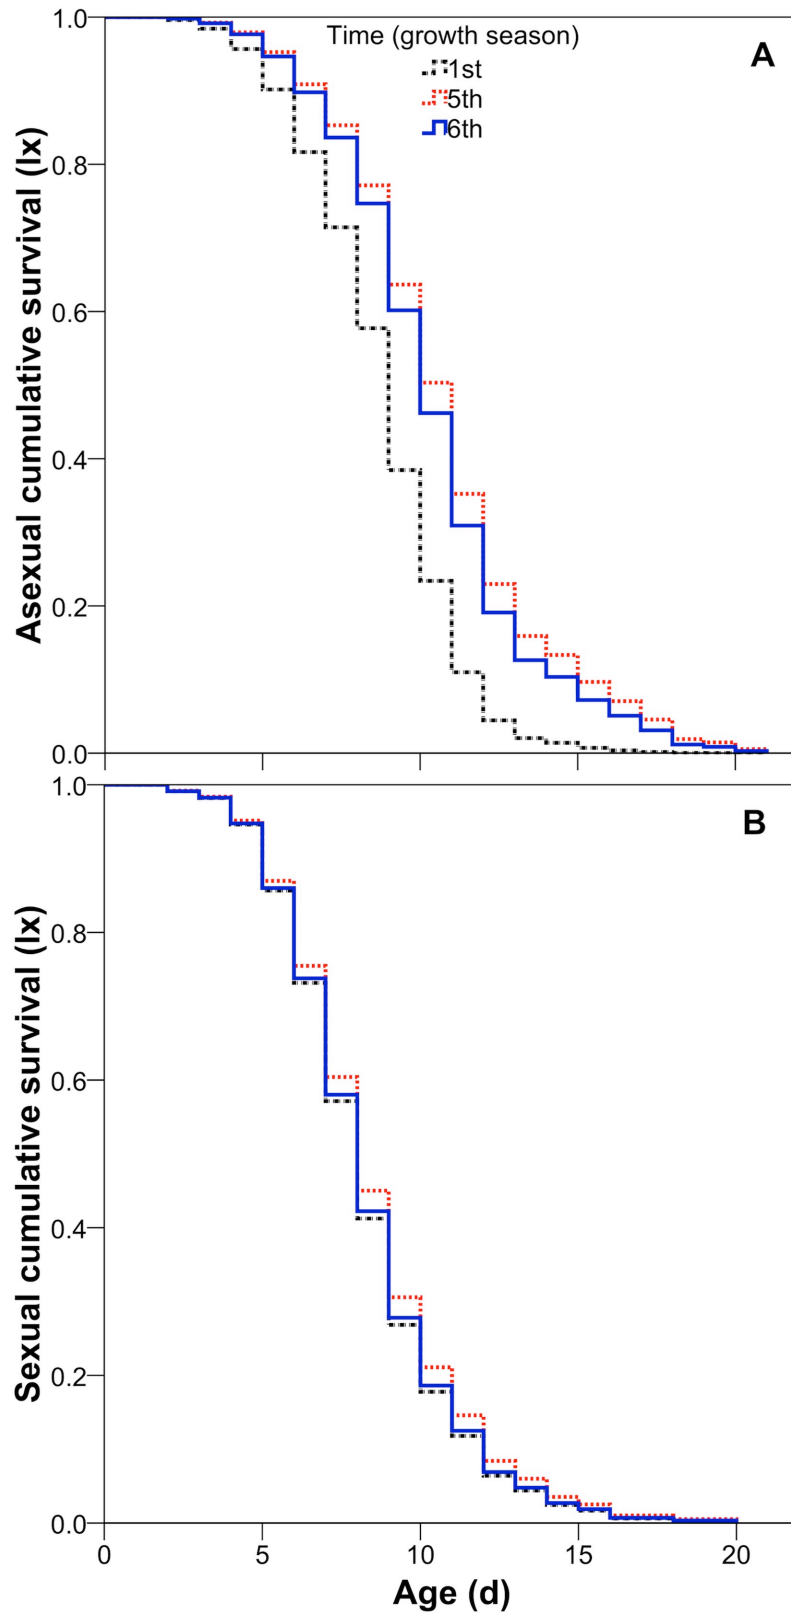 Time (growth season)
A
1st
5th
6th
Asexual cumulative survival (lx)
1.0
0.8
0.6
0.4
0.2
0.0
B
Sexual cumulative survival (lx)
1.0
0.8
0.6
0.4
0.2
0.0
0 5 10 15 20
Age (d)